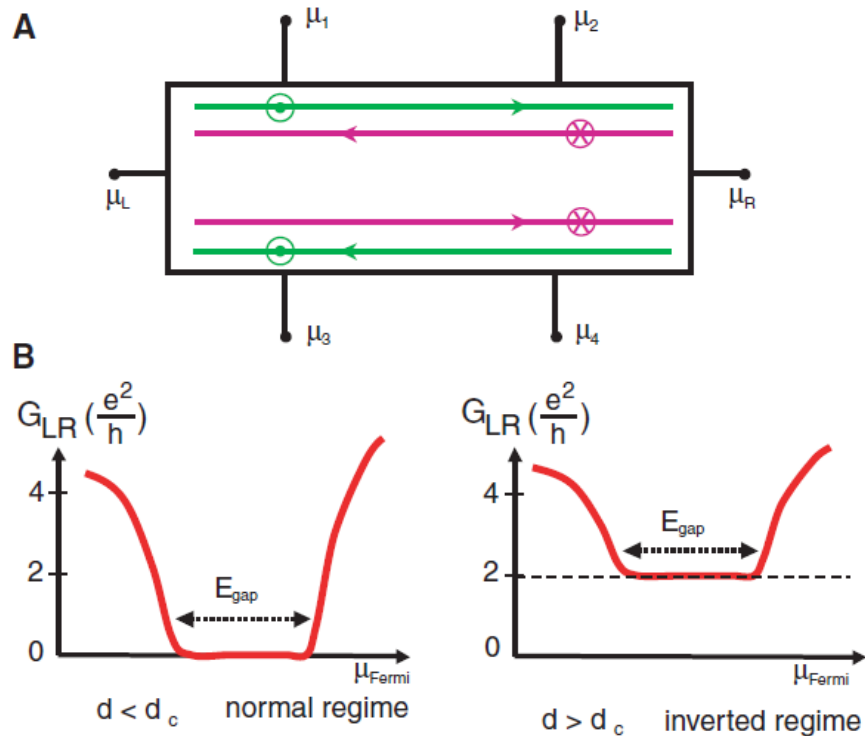 A
μ1 μ2
μL μR
μ3 μ4
B
GLR (e²/h) GLR (e²/h)
4 4
Egap
2 2
Egap
0 0
μFermi μFermi
d < dc normal regime d > dc inverted regime